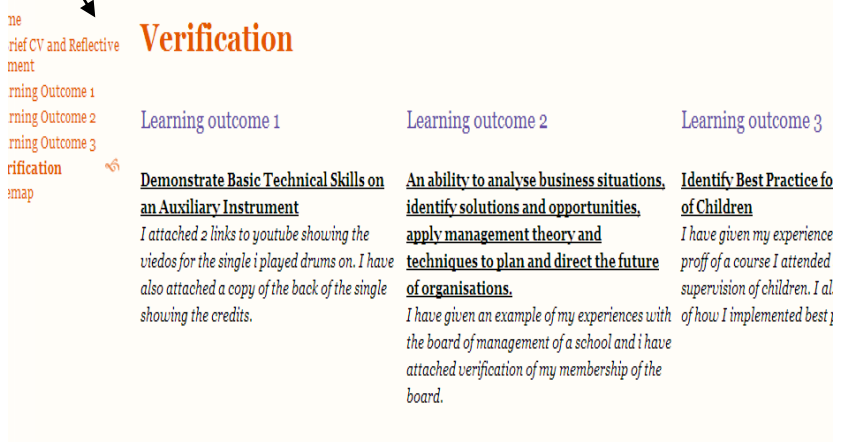 me
rief CV and Reflective
ment
rning Outcome 1
rning Outcome 2
rning Outcome 3
rification
emap
Verification
Learning outcome 1
Demonstrate Basic Technical Skills on
an Auxiliary Instrument
I attached 2 links to youtube showing the
viedos for the single i played drums on. I have
also attached a copy of the back of the single
showing the credits.
Learning outcome 2
An ability to analyse business situations,
identify solutions and opportunities,
apply management theory and
techniques to plan and direct the future
of organisations.
I have given an example of my experiences with
the board of management of a school and i have
attached verification of my membership of the
board.
Learning outcome 3
Identify Best Practice fo
of Children
I have given my experience
proff of a course I attended
supervision of children. I al
of how I implemented best p